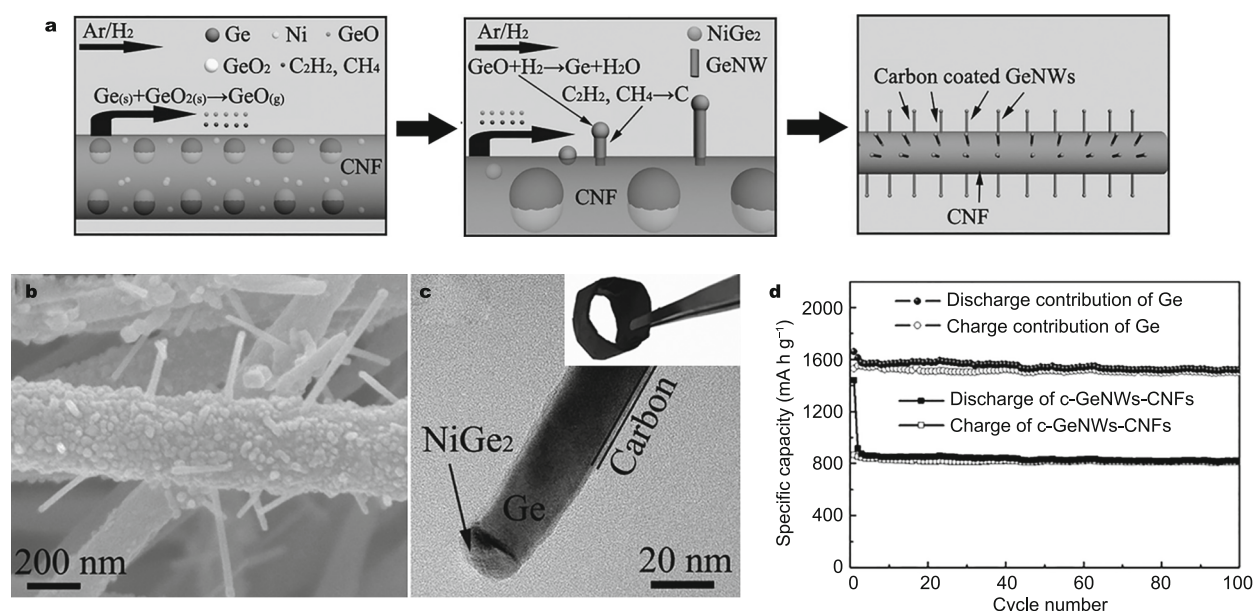 a
Ar/H₂
Ge Ni GeO
GeO₂ C₂H₂, CH₄
Ge(s)+GeO₂(s)→GeO(g)
CNF
Ar/H₂
NiGe₂
GeO+H₂→Ge+H₂O
GeNW
C₂H₂, CH₄→C
CNF
Carbon coated GeNWs
CNF
b
200 nm
c
NiGe₂
Ge
Carbon
20 nm
d
Specific capacity (mA h g⁻¹)
2000
1600
1200
800
400
0
Discharge contribution of Ge
Charge contribution of Ge
Discharge of c-GeNWs-CNFs
Charge of c-GeNWs-CNFs
0 20 40 60 80 100
Cycle number